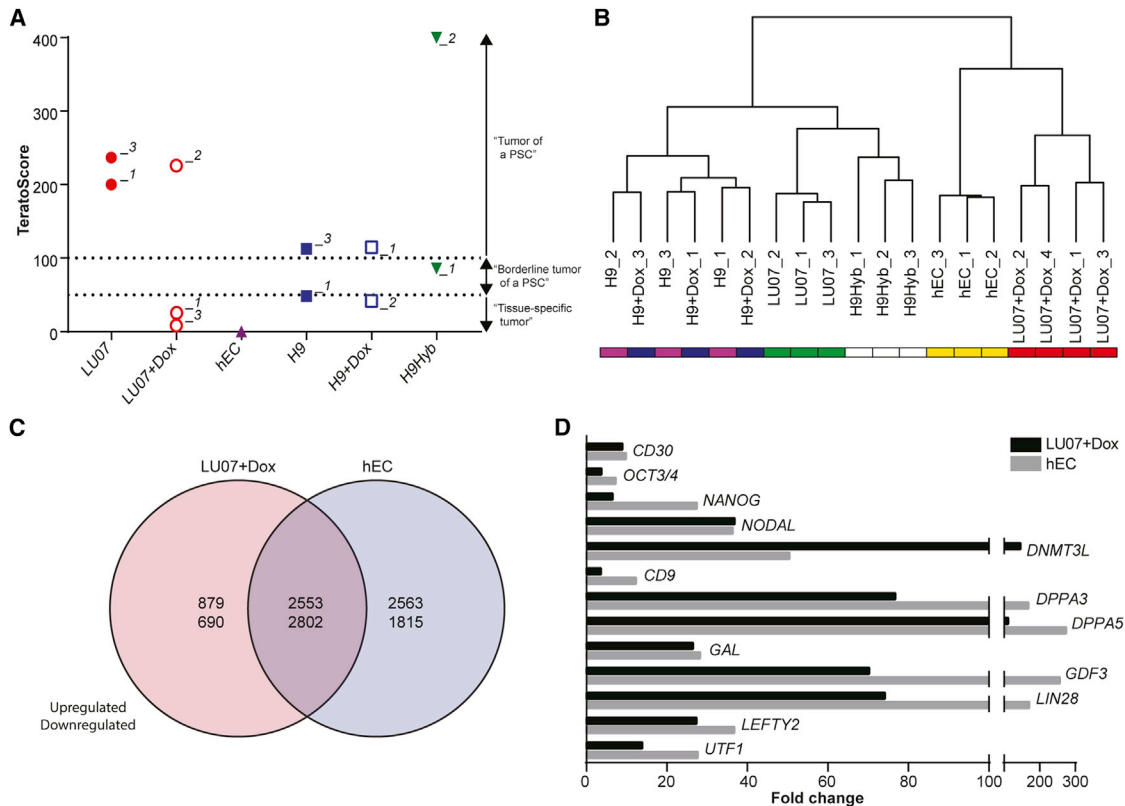 A
400
300
200
100
0
TeratoScore
_3
_1
_2
_1
_3
_3
_1
_1
_2
_2
_1
"Tumor of
a PSC"
"Borderline tumor
of a PSC"
"Tissue-specific
tumor"
LU07
LU07+Dox
hEC
H9
H9+Dox
H9Hyb
B
H9_2
H9+Dox_3
H9_3
H9+Dox_1
H9_1
H9+Dox_2
LU07_2
LU07_1
LU07_3
H9Hyb_1
H9Hyb_2
H9Hyb_3
hEC_3
hEC_1
hEC_2
LU07+Dox_2
LU07+Dox_4
LU07+Dox_1
LU07+Dox_3
C
LU07+Dox
hEC
879
690
2553
2802
2563
1815
Upregulated
Downregulated
D
LU07+Dox
hEC
CD30
OCT3/4
NANOG
NODAL
DNMT3L
CD9
DPPA3
DPPA5
GAL
GDF3
LIN28
LEFTY2
UTF1
0 20 40 60 80 100 200 300
Fold change